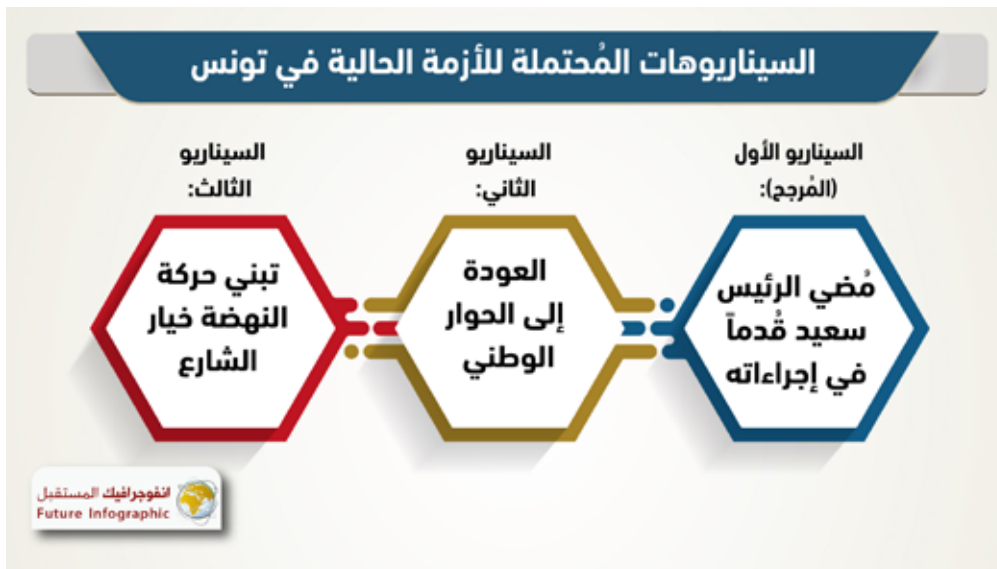 السيناريوهات المُحتملة للأزمة الحالية في تونس
السيناريو الأول
(المُرجح):
مُضي الرئيس
سعيد قُدماً
في إجراءاته
السيناريو
الثاني:
العودة
إلى الحوار
الوطني
السيناريو
الثالث:
تبني حركة
النهضة خيار
الشارع
انفوجرافيك المستقبل
Future Infographic